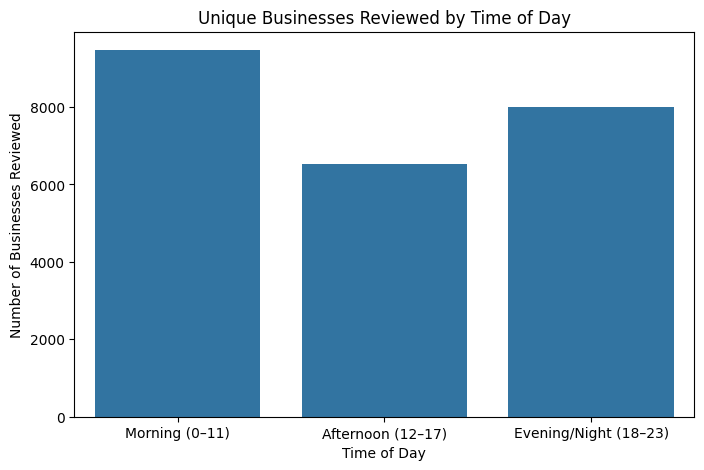 Unique Businesses Reviewed by Time of Day
Number of Businesses Reviewed
8000
6000
4000
2000
0
Morning (0–11)
Afternoon (12–17)
Evening/Night (18–23)
Time of Day